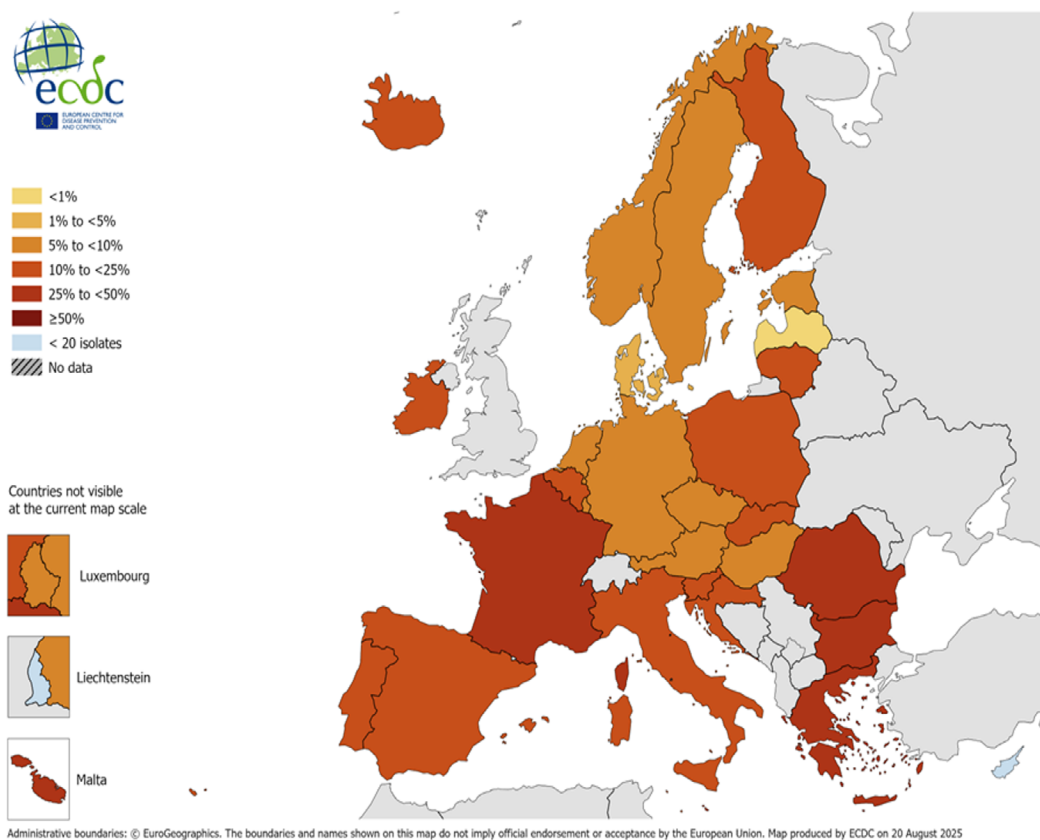 ecdc
EUROPEAN CENTRE FOR
DISEASE PREVENTION
AND CONTROL
<1%
1% to <5%
5% to <10%
10% to <25%
25% to <50%
≥50%
< 20 isolates
No data
Countries not visible
at the current map scale
Luxembourg
Liechtenstein
Malta
Administrative boundaries: © EuroGeographics. The boundaries and names shown on this map do not imply official endorsement or acceptance by the European Union. Map produced by ECDC on 20 August 2025